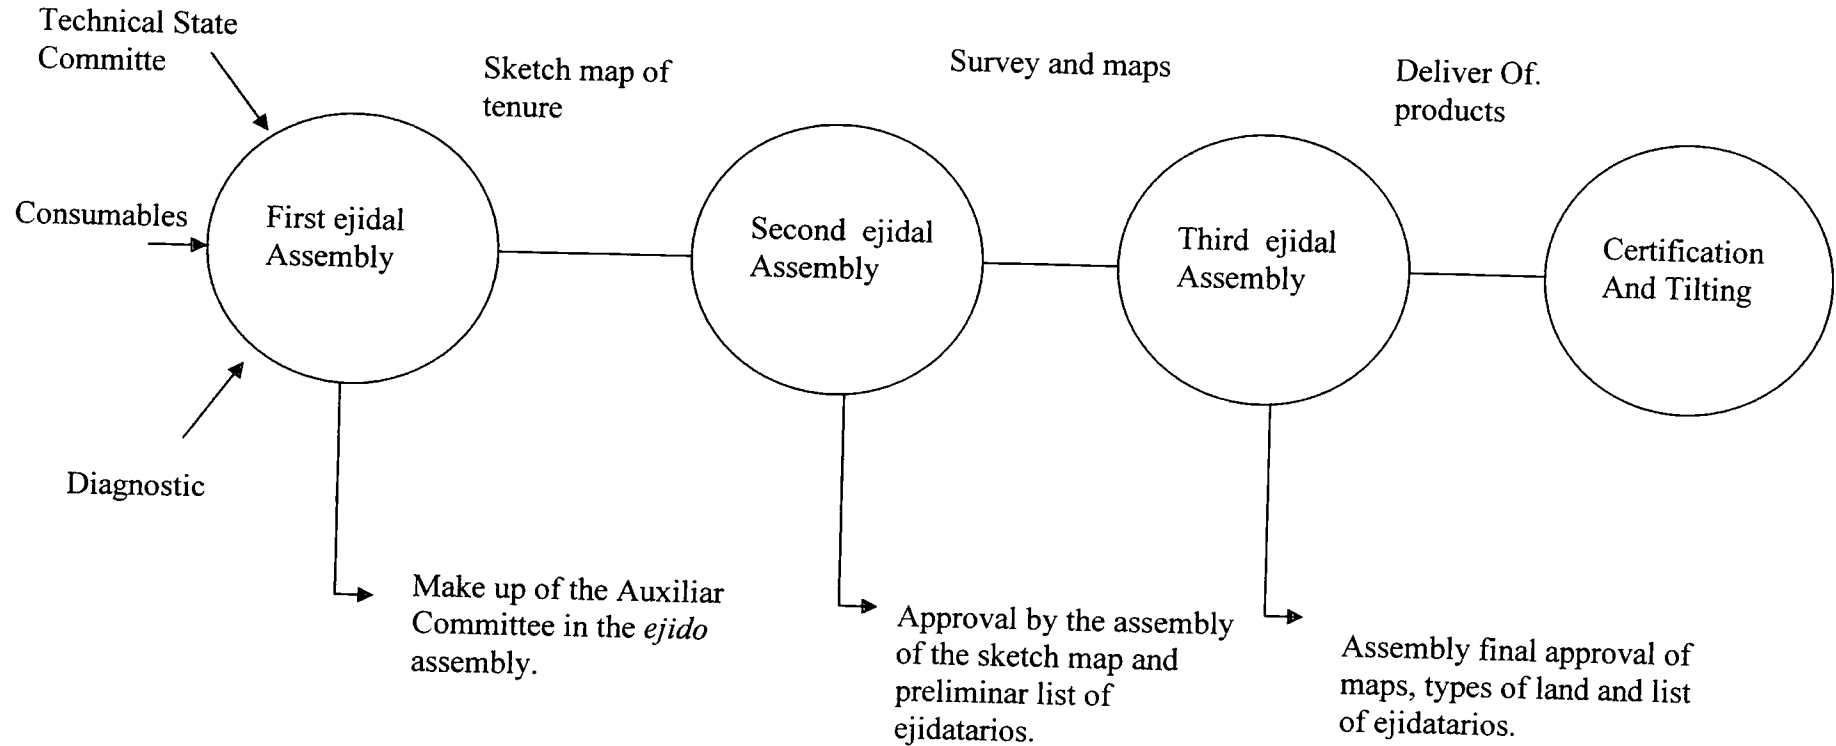 Technical State
Committe
Sketch map of
tenure
Survey and maps
Deliver Of.
products
Consumables
First ejidal
Assembly
Second ejidal
Assembly
Third ejidal
Assembly
Certification
And Tilting
Diagnostic
Make up of the Auxiliar
Committee in the ejido
assembly.
Approval by the assembly
of the sketch map and
preliminar list of
ejidatarios.
Assembly final approval of
maps, types of land and list
of ejidatarios.